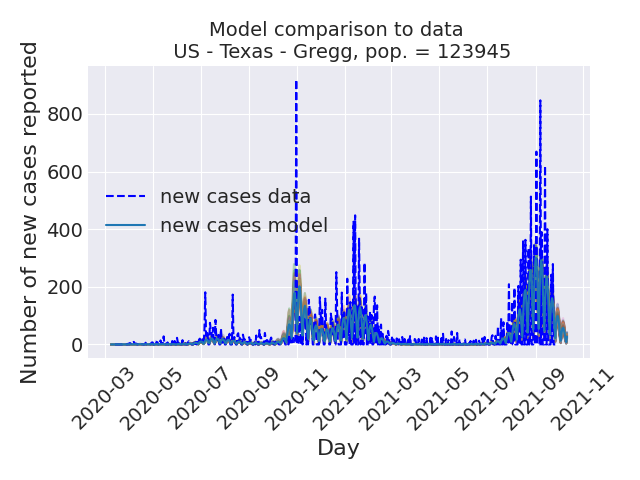 Model comparison to data
US - Texas - Gregg, pop. = 123945
Number of new cases reported
800
600
400
200
0
new cases data
new cases model
2020-03
2020-05
2020-07
2020-09
2020-11
2021-01
2021-03
2021-05
2021-07
2021-09
2021-11
Day